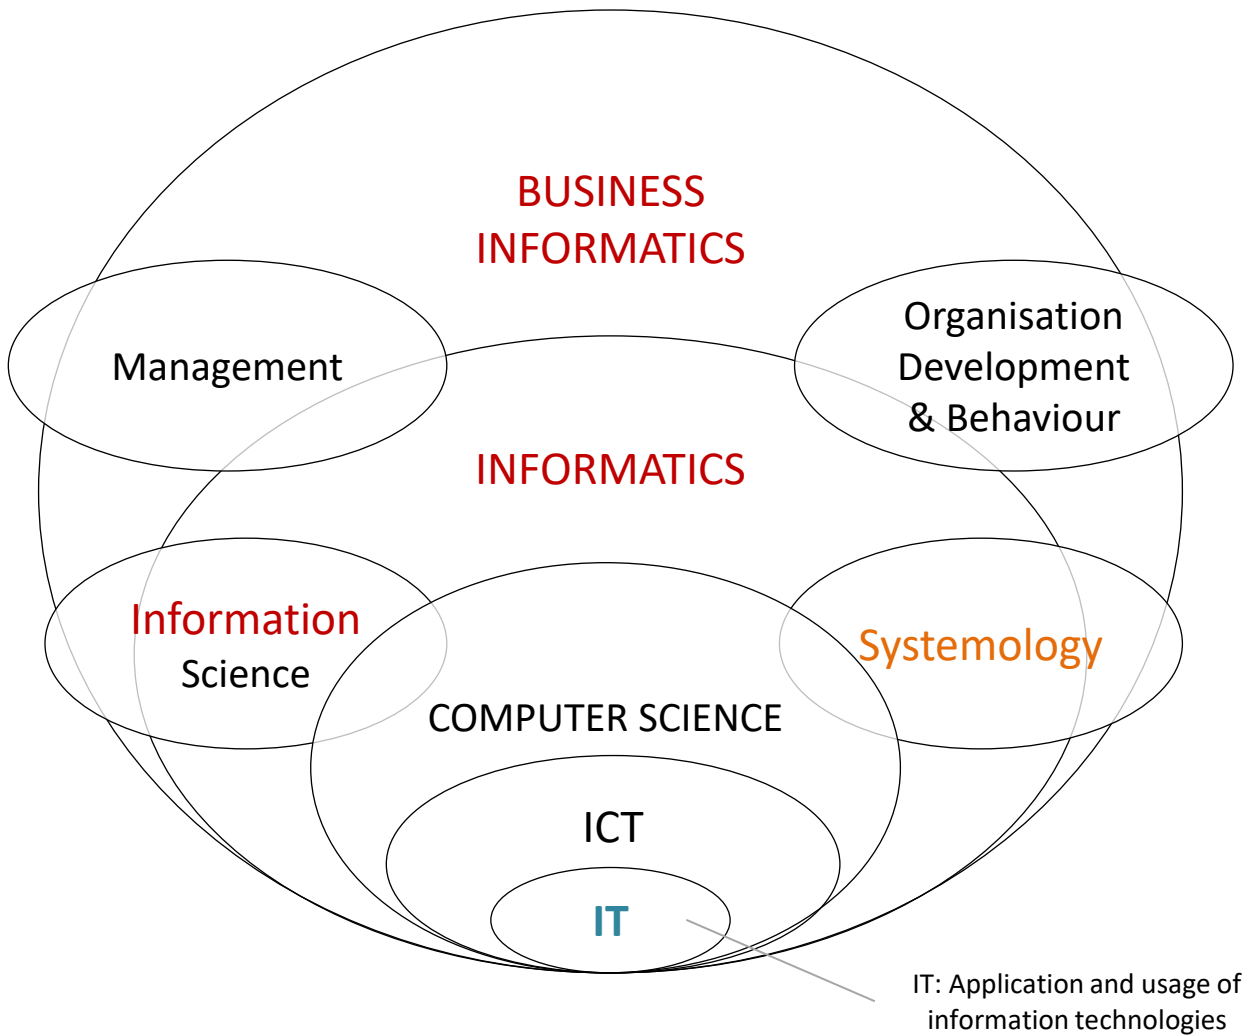 BUSINESS
INFORMATICS
Management
Organisation
Development
& Behaviour
INFORMATICS
Information
Science
Systemology
COMPUTER SCIENCE
ICT
IT
IT: Application and usage of
information technologies